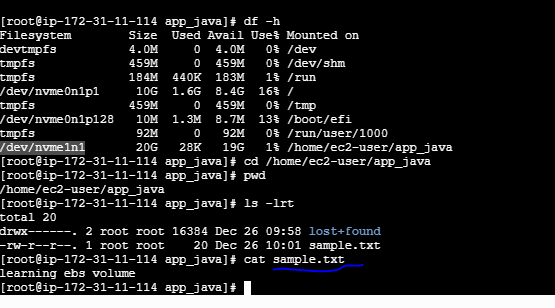 [root@ip-172-31-11-114 app_java]# df -h
Filesystem        Size  Used Avail Use% Mounted on
devtmpfs          4.0M     0  4.0M   0% /dev
tmpfs             459M     0  459M   0% /dev/shm
tmpfs             184M  440K  183M   1% /run
/dev/nvme0n1p1     10G  1.6G  8.4G  16% /
tmpfs             459M     0  459M   0% /tmp
/dev/nvme0n1p128   10M  1.3M  8.7M  13% /boot/efi
tmpfs              92M     0   92M   0% /run/user/1000
/dev/nvme1n1       20G   28K   19G   1% /home/ec2-user/app_java
[root@ip-172-31-11-114 app_java]# cd /home/ec2-user/app_java
[root@ip-172-31-11-114 app_java]# pwd
/home/ec2-user/app_java
[root@ip-172-31-11-114 app_java]# ls -lrt
total 20
drwx------. 2 root root 16384 Dec 26 09:58 lost+found
-rw-r--r--. 1 root root    20 Dec 26 10:01 sample.txt
[root@ip-172-31-11-114 app_java]# cat sample.txt
learning ebs volume
[root@ip-172-31-11-114 app_java]#